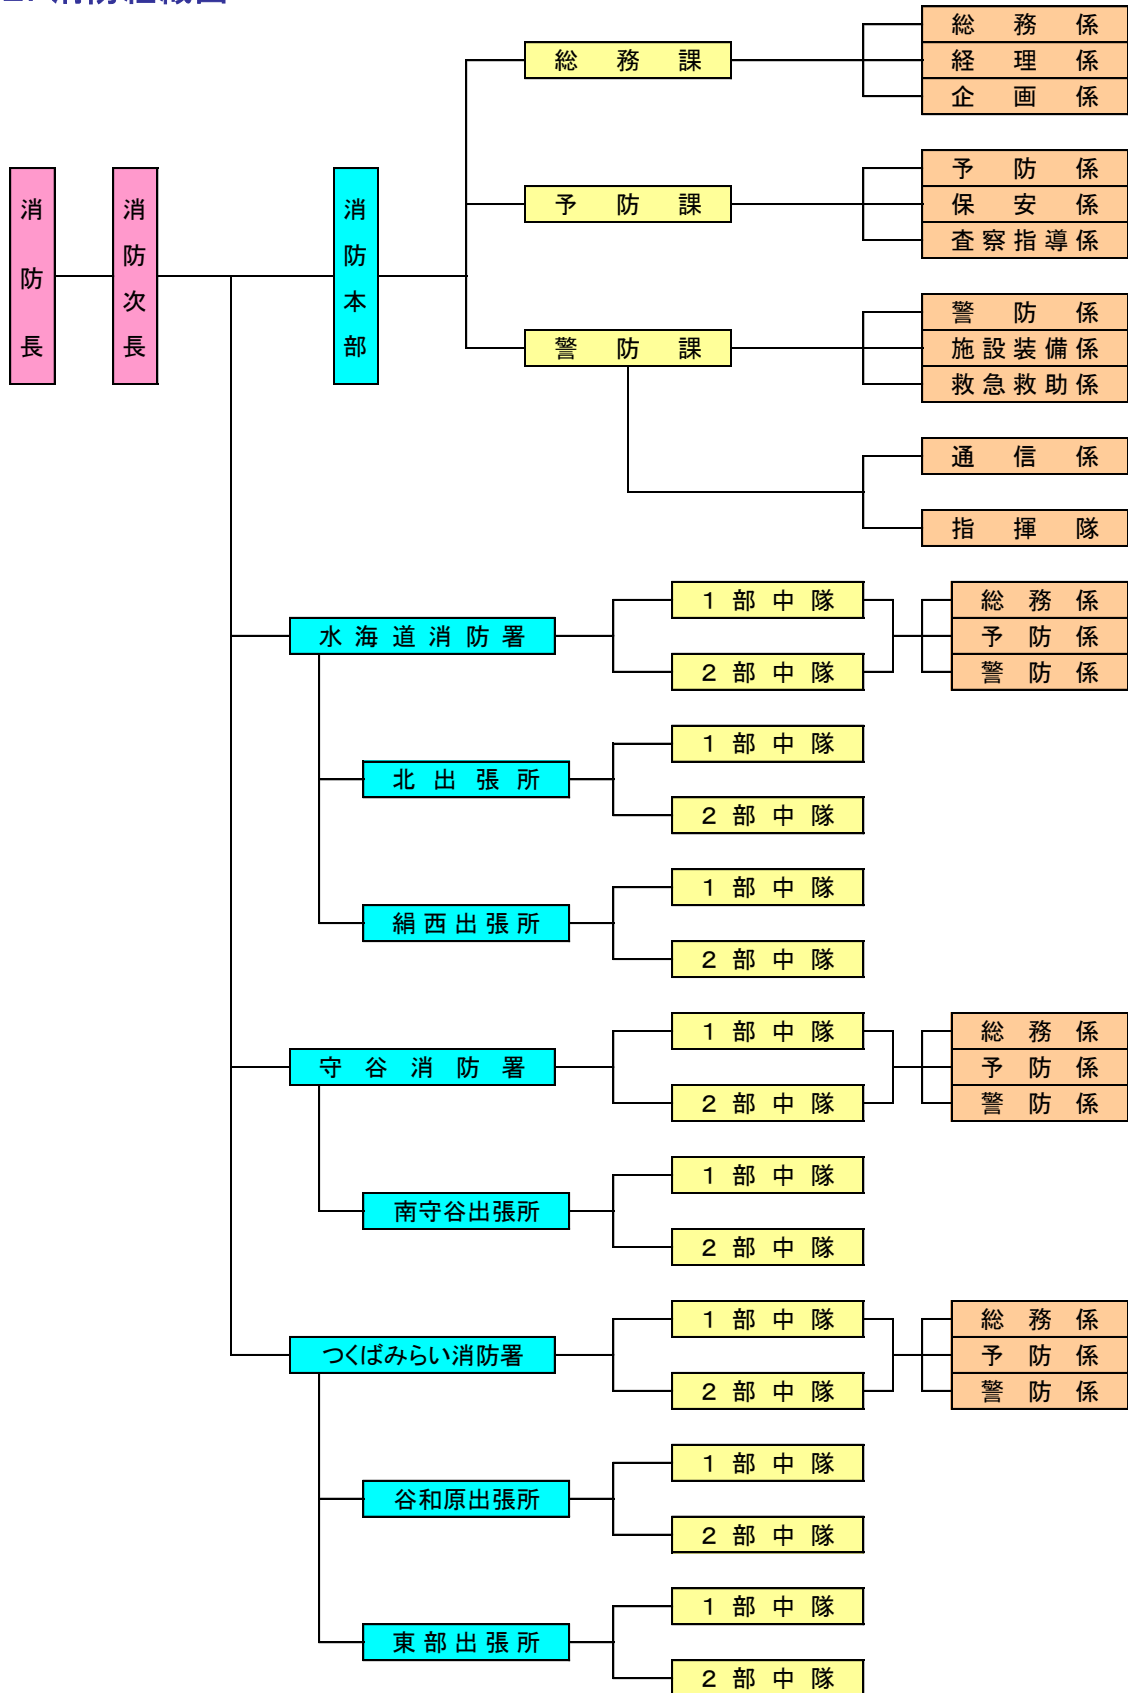 2. 消防組織図
消防長
消防次長
消防本部
総務課
総務係
経理係
企画係
予防課
予防係
保安係
査察指導係
警防課
警防係
施設装備係
救急救助係
通信係
指揮隊
水海道消防署
1部中隊
2部中隊
総務係
予防係
警防係
北出張所
1部中隊
2部中隊
絹西出張所
1部中隊
2部中隊
守谷消防署
1部中隊
2部中隊
総務係
予防係
警防係
南守谷出張所
1部中隊
2部中隊
つくばみらい消防署
1部中隊
2部中隊
総務係
予防係
警防係
谷和原出張所
1部中隊
2部中隊
東部出張所
1部中隊
2部中隊